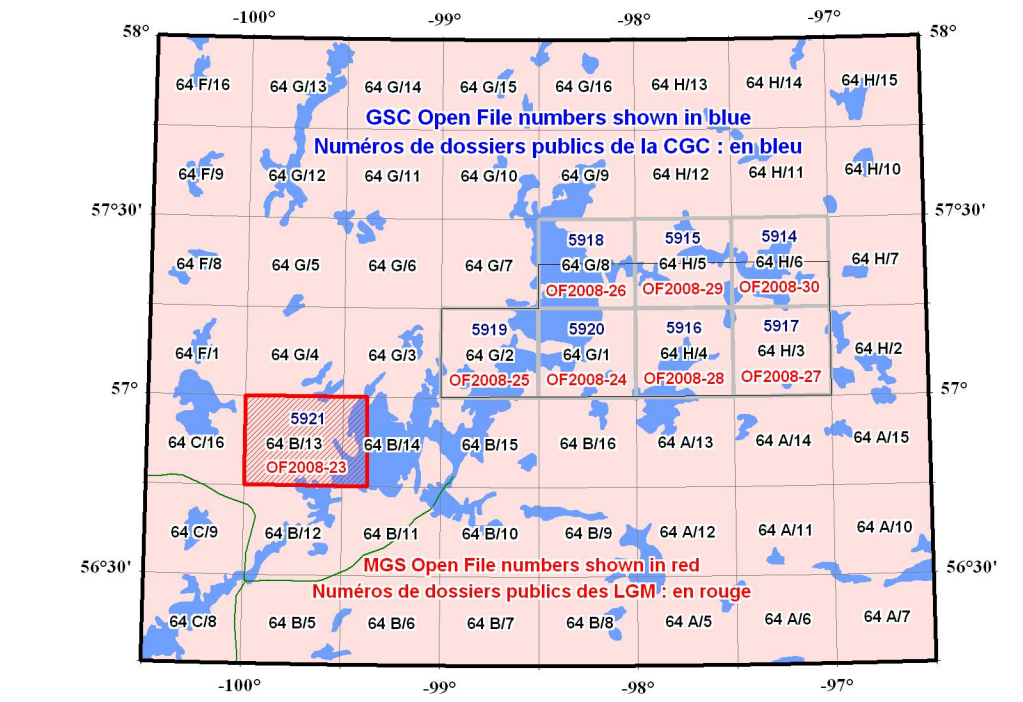 -100°
-99°
-98°
-97°
58°
58°
64 F/16
64 G/13
64 G/14
64 G/15
64 G/16
64 H/13
64 H/14
64 H/15
GSC Open File numbers shown in blue
Numéros de dossiers publics de la CGC : en bleu
64 F/9
64 G/12
64 G/11
64 G/10
64 G/9
64 H/12
64 H/11
64 H/10
57°30'
57°30'
5918
5915
5914
64 F/8
64 G/5
64 G/6
64 G/7
64 G/8
64 H/5
64 H/6
64 H/7
OF2008-26
OF2008-29
OF2008-30
5919
5920
5916
5917
64 F/1
64 G/4
64 G/3
64 G/2
64 G/1
64 H/4
64 H/3
64 H/2
OF2008-25
OF2008-24
OF2008-28
OF2008-27
57°
57°
5921
64 C/16
64 B/13
64 B/14
64 B/15
64 B/16
64 A/13
64 A/14
64 A/15
OF2008-23
64 C/9
64 B/12
64 B/11
64 B/10
64 B/9
64 A/12
64 A/11
64 A/10
56°30'
56°30'
MGS Open File numbers shown in red
Numéros de dossiers publics des LGM : en rouge
64 C/8
64 B/5
64 B/6
64 B/7
64 B/8
64 A/5
64 A/6
64 A/7
-100°
-99°
-98°
-97°